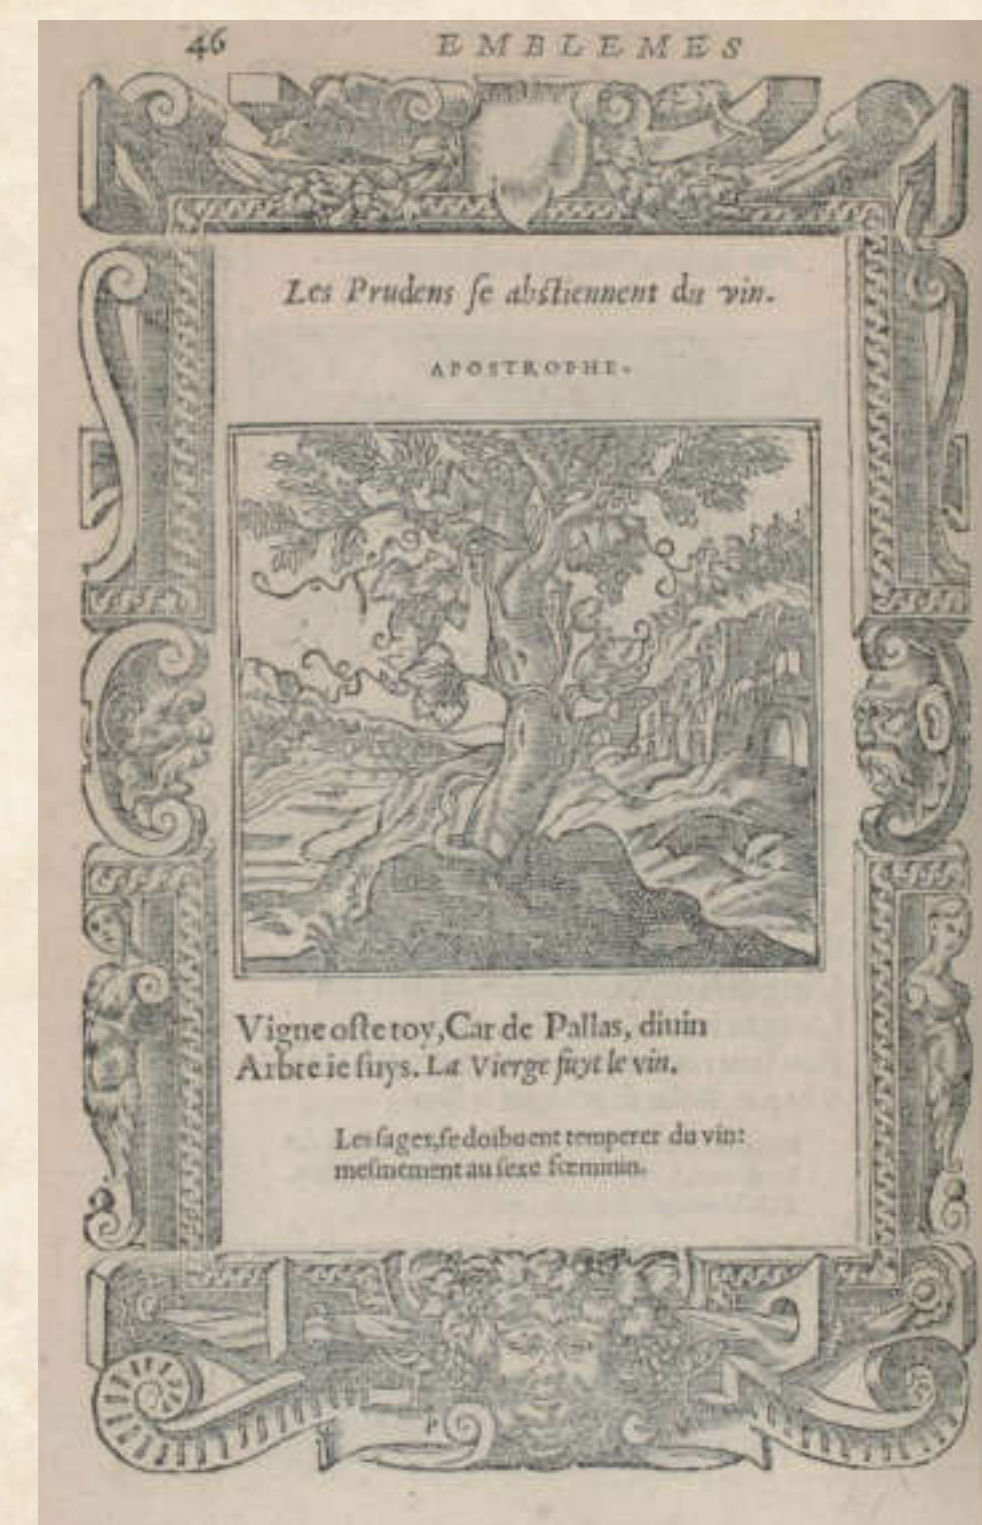 46 EMBLEMES
Les Prudens ſe abſtiennent du vin.
APOSTROPHE.
Vigne oſte toy, Car de Pallas, diuin
Arbre ie ſuys. La Vierge fuyt le vin.
Les ſages, ſe doibuent temperer du vin:
meſmement au ſexe fœminin.